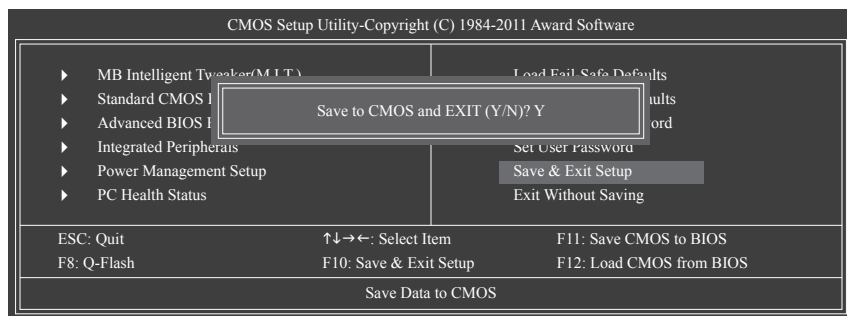 CMOS Setup Utility-Copyright (C) 1984-2011 Award Software
MB Intelligent Tweaker(M.I.T.)
Standard CMOS
Advanced BIOS
Integrated Peripherals
Power Management Setup
PC Health Status
Load Fail-Safe Defaults
Set User Password
Save & Exit Setup
Exit Without Saving
Save to CMOS and EXIT (Y/N)? Y
ESC: Quit
↑↓→←: Select Item
F11: Save CMOS to BIOS
F8: Q-Flash
F10: Save & Exit Setup
F12: Load CMOS from BIOS
Save Data to CMOS